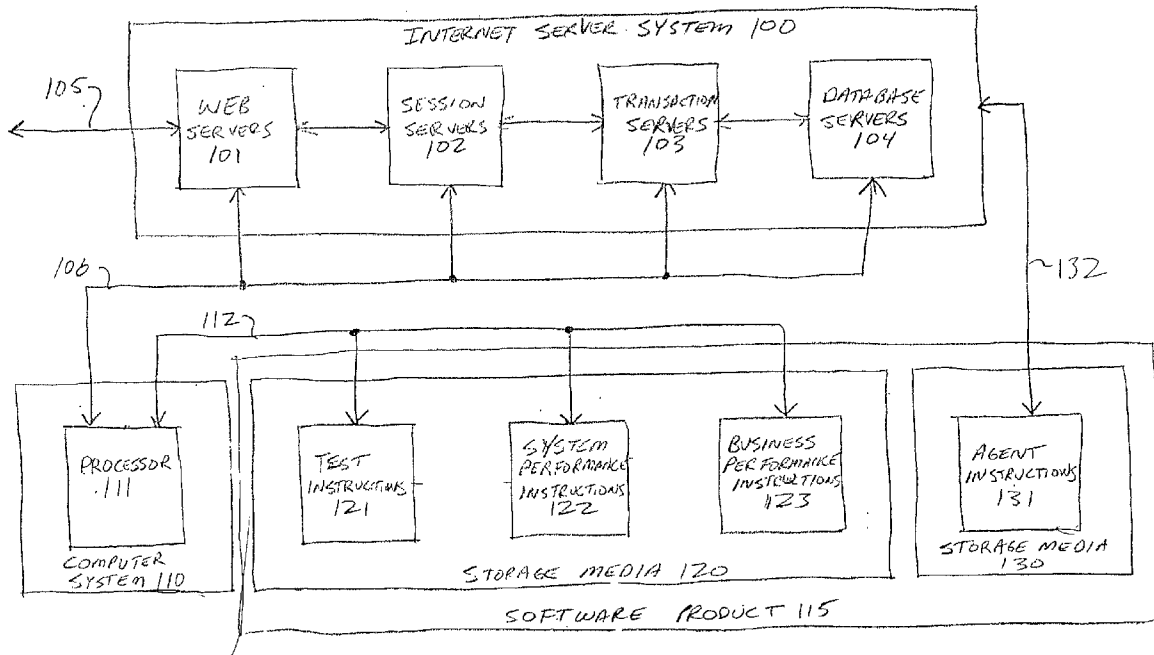 INTERNET SERVER SYSTEM 100
105
WEB
SERVERS
101
SESSION
SERVERS
102
TRANSACTION
SERVERS
103
DATABASE
SERVERS
104
106
132
112
PROCESSOR
111
COMPUTER
SYSTEM 110
TEST
INSTRUCTIONS
121
SYSTEM
PERFORMANCE
INSTRUCTIONS
122
BUSINESS
PERFORMANCE
INSTRUCTIONS
123
STORAGE MEDIA 120
AGENT
INSTRUCTIONS
131
STORAGE MEDIA
130
SOFTWARE PRODUCT 115